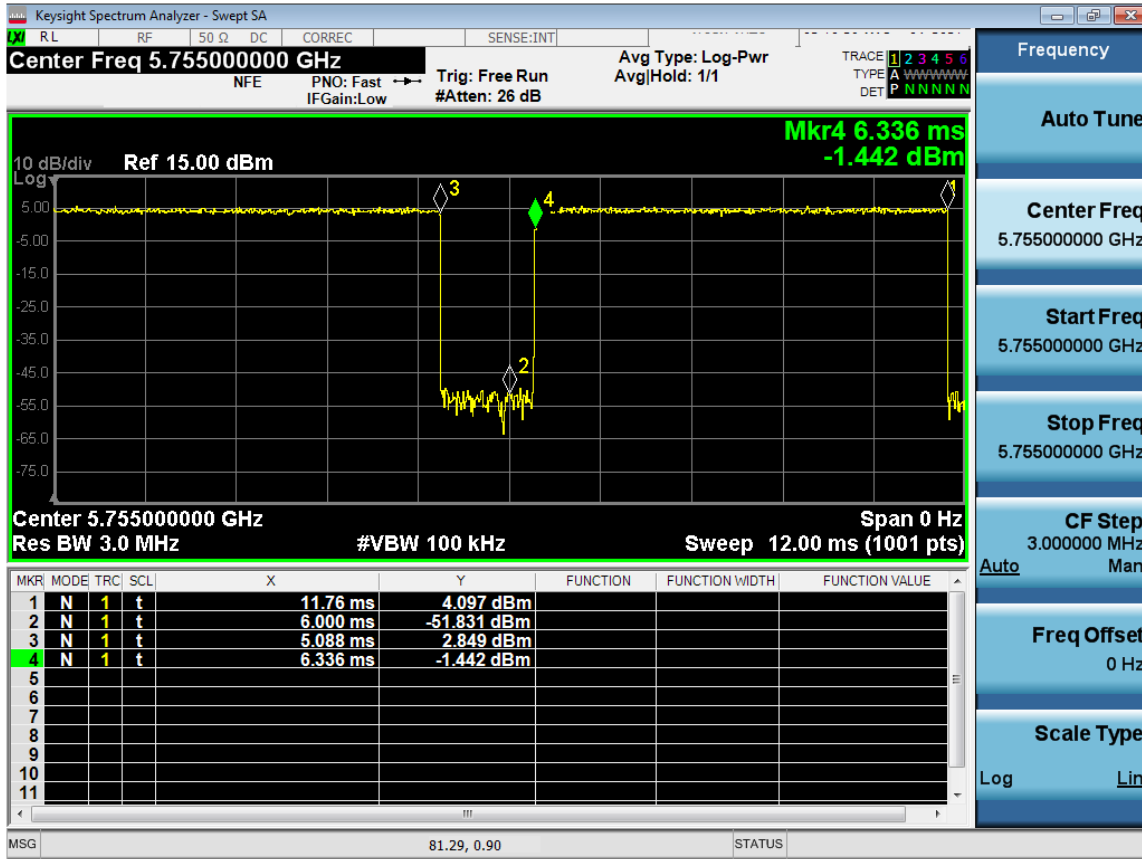 Keysight Spectrum Analyzer - Swept SA
LXI RL RF 50 Ω DC CORREC SENSE:INT
Center Freq 5.755000000 GHz
NFE PNO: Fast
IFGain:Low
Trig: Free Run
#Atten: 26 dB
Avg Type: Log-Pwr
Avg|Hold: 1/1
TRACE 1 2 3 4 5 6
TYPE A WWWWW
DET P N N N N N
Mkr4 6.336 ms
-1.442 dBm
10 dB/div Ref 15.00 dBm
Log
5.00
-5.00
-15.0
-25.0
-35.0
-45.0
-55.0
-65.0
-75.0
3
4
1
2
Center 5.755000000 GHz Span 0 Hz
Res BW 3.0 MHz #VBW 100 kHz Sweep 12.00 ms (1001 pts)
MKR MODE TRC SCL X Y FUNCTION FUNCTION WIDTH FUNCTION VALUE
1 N 1 t 11.76 ms 4.097 dBm
2 N 1 t 6.000 ms -51.831 dBm
3 N 1 t 5.088 ms 2.849 dBm
4 N 1 t 6.336 ms -1.442 dBm
5
6
7
8
9
10
11
MSG 81.29, 0.90 STATUS
Frequency
Auto Tune
Center Freq
5.755000000 GHz
Start Freq
5.755000000 GHz
Stop Freq
5.755000000 GHz
CF Step
3.000000 MHz
Auto Man
Freq Offset
0 Hz
Scale Type
Log Lin